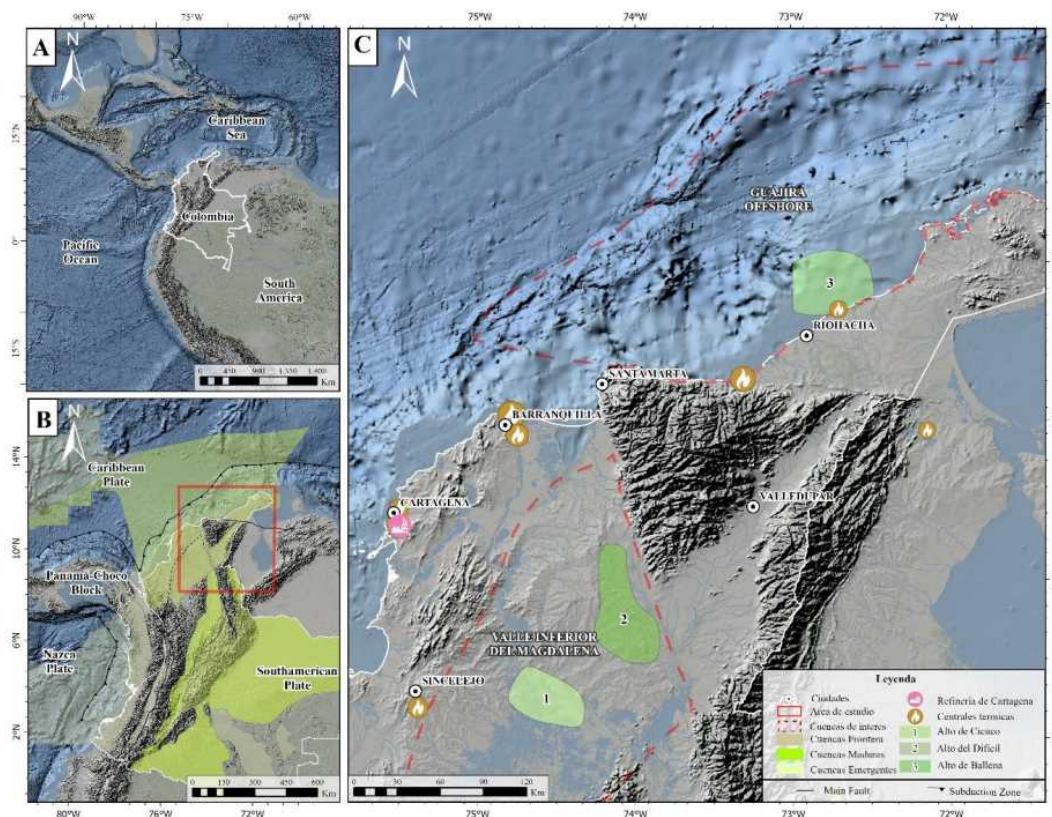 90°W
60°W
75°W
74°W
73°W
72°W
A
N
Caribbean
Sea
Colombia
Pacific
Ocean
South
America
15°N
0°
15°S
0
450
900
1.350
1.800
Km
B
N
Caribbean
Plate
Panama-Choco
Block
Nazca
Plate
Southamerican
Plate
14°N
10°N
6°N
2°N
0
150
300
450
600
Km
80°W
76°W
72°W
C
N
GUAJIRA
OFFSHORE
3
RIOHACHA
SANTA MARTA
BARRANQUILLA
CARTAGENA
VALLEDUPAR
2
VALLE INFERIOR
DEL MAGDALENA
SINCELEJO
1
0
30
60
120
Km
Leyenda
Ciudades
Area de estudio
Cuencas de interes
Cuencas Frontera
Cuencas Maduras
Cuencas Emergentes
Refinería de Cartagena
Centrales termicas
1 Alto de Cicuco
2 Alto del Dificil
3 Alto de Ballena
Main Fault
Subduction Zone
75°W
74°W
73°W
72°W